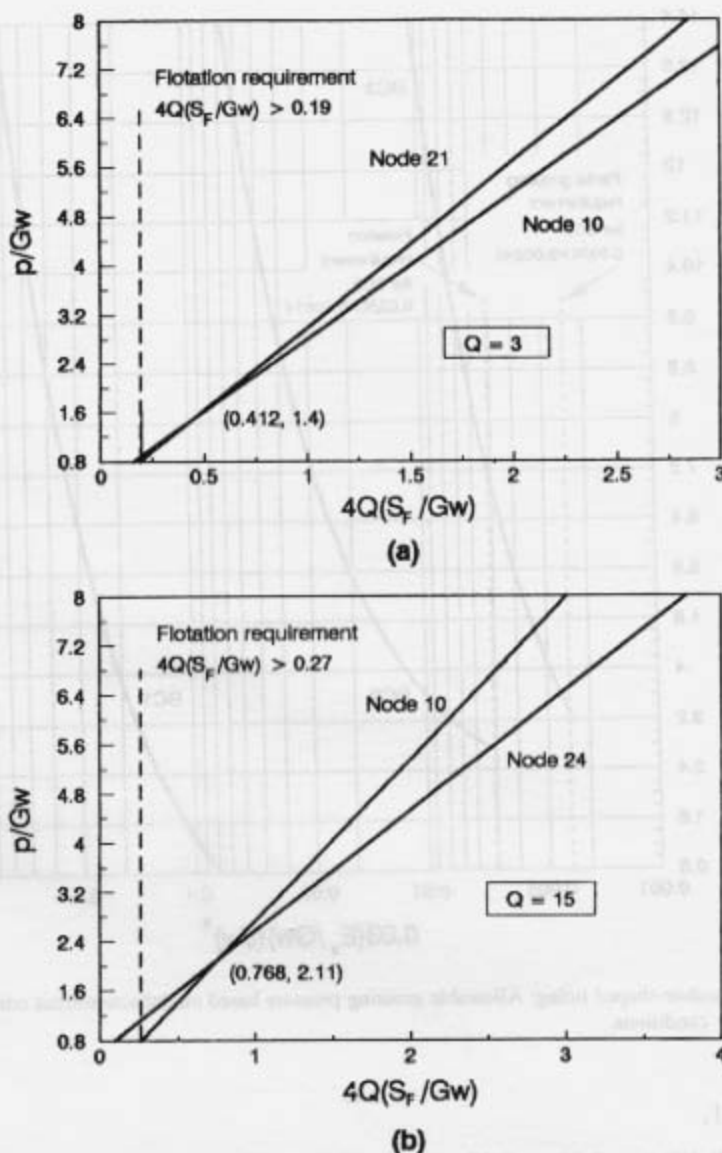 8
7.2
6.4
5.6
4.8
4
3.2
2.4
1.6
0.8
p/Gw
Flotation requirement
4Q(S_F/Gw) > 0.19
Node 21
Node 10
Q = 3
(0.412, 1.4)
0 0.5 1 1.5 2 2.5 3
4Q(S_F/Gw)
(a)
8
7.2
6.4
5.6
4.8
4
3.2
2.4
1.6
0.8
p/Gw
Flotation requirement
4Q(S_F/Gw) > 0.27
Node 10
Node 24
Q = 15
(0.768, 2.11)
0 1 2 3 4
4Q(S_F/Gw)
(b)